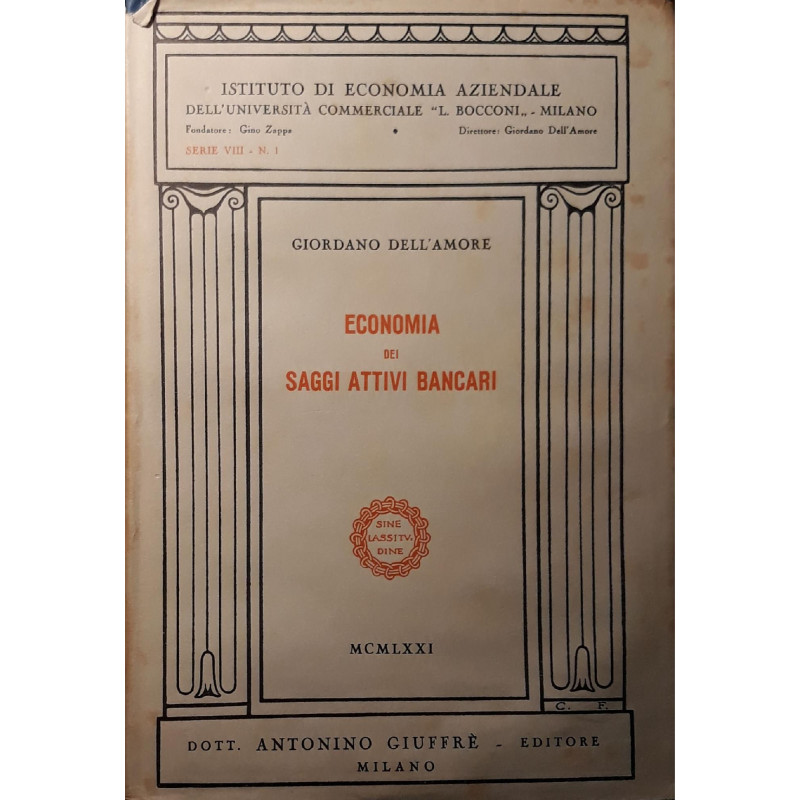 ISTITUTO DI ECONOMIA AZIENDALE
DELL'UNIVERSITÀ COMMERCIALE "L. BOCCONI„ - MILANO
Fondatore: Gino Zappa • Direttore: Giordano Dell'Amore
SERIE VIII - N. 1
GIORDANO DELL'AMORE
ECONOMIA
DEI
SAGGI ATTIVI BANCARI
SINE
LASSITU-
DINE
MCMLXXI
C. F.
DOTT. ANTONINO GIUFFRÈ - EDITORE
MILANO